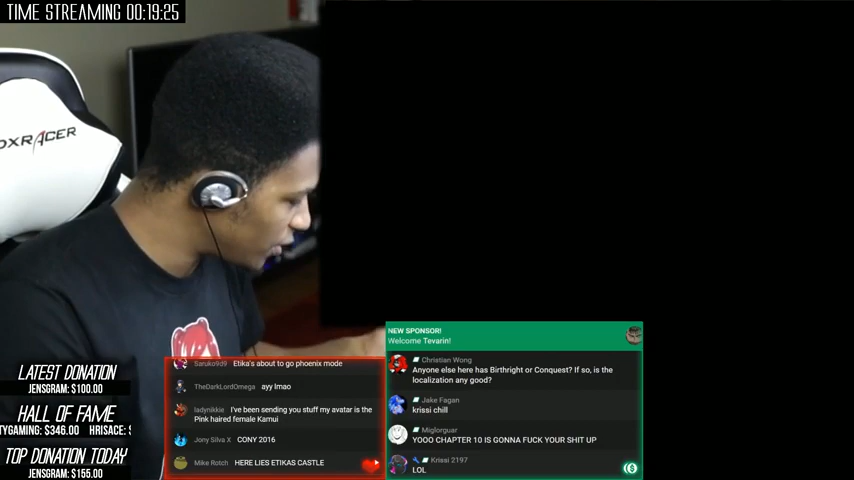 TIME STREAMING 00:19:25
DXRACER
NEW SPONSOR!
Welcome Tevarin!
Saruko9d9 Etika's about to go phoenix mode
TheDarkLordOmega ayy lmao
ladynikkie I've been sending you stuff my avatar is the
Pink haired female Kamui
Jony Silva X CONY 2016
Mike Rotch HERE LIES ETIKAS CASTLE
Christian Wong
Anyone else here has Birthright or Conquest? If so, is the
localization any good?
Jake Fagan
krissi chill
Miglorguar
YOOO CHAPTER 10 IS GONNA FUCK YOUR SHIT UP
Krissi 2197
LOL
LATEST DONATION
JENSGRAM: $100.00
HALL OF FAME
TYGAMING: $346.00 HRISACE: $
TOP DONATION TODAY
JENSGRAM: $155.00